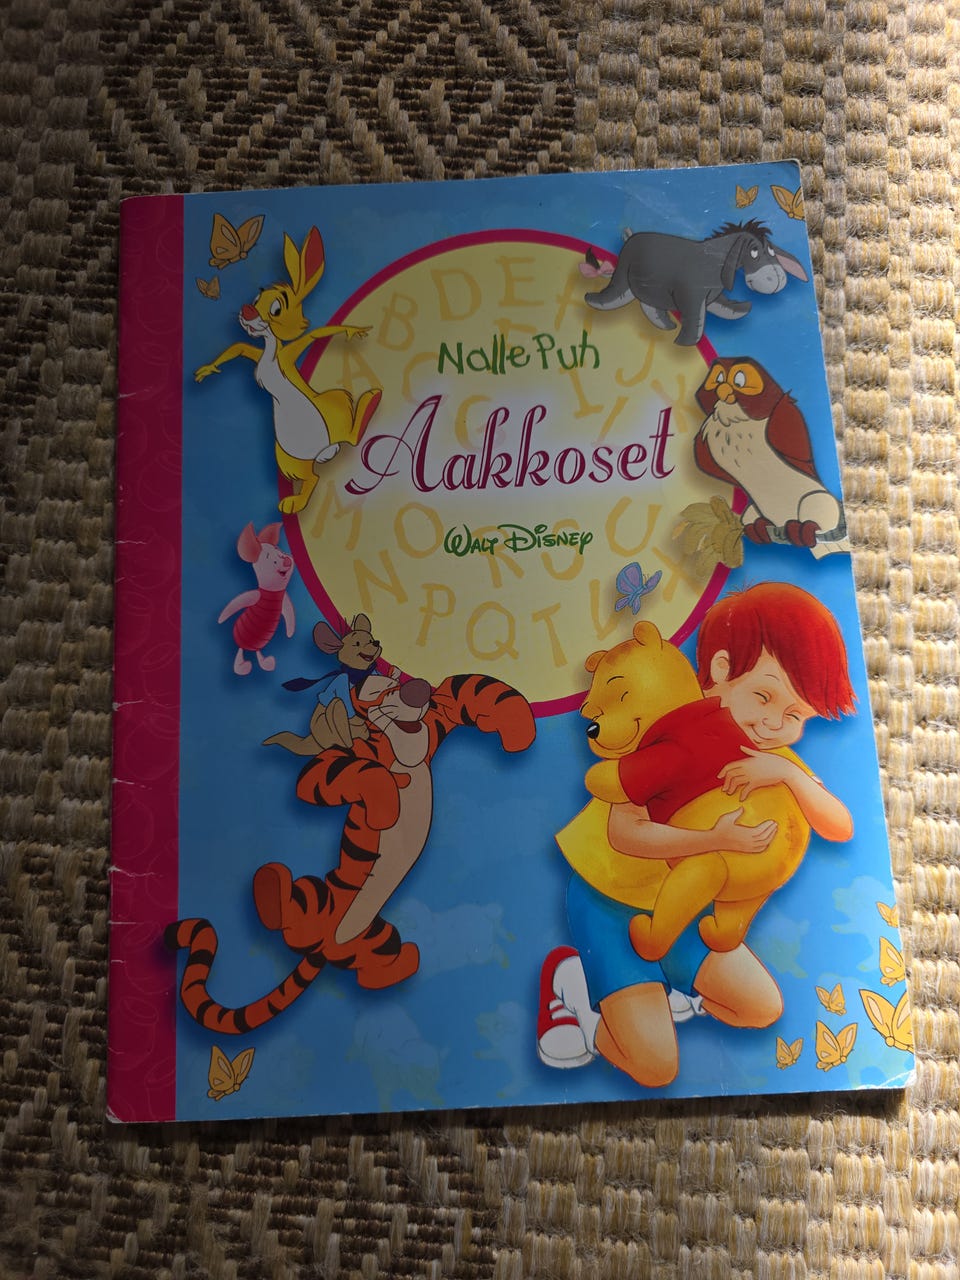 A B D E
Nalle Puh
Aakkoset
Walt Disney
M O R S U
N P Q T